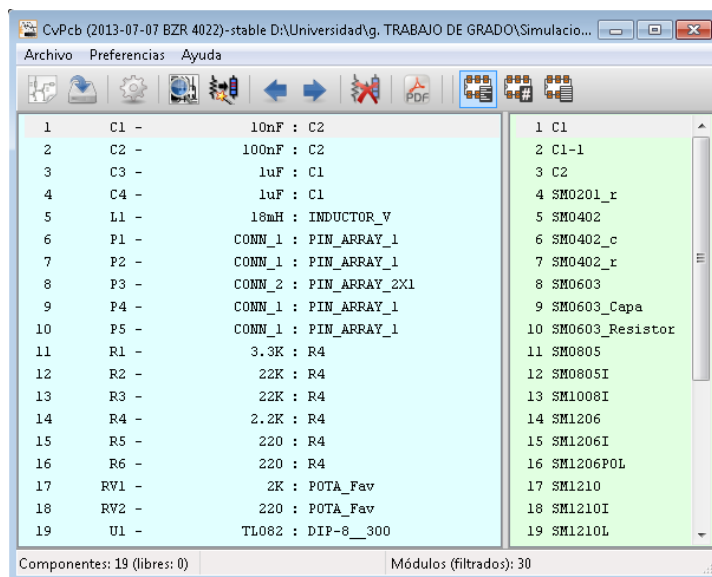 CvPcb (2013-07-07 BZR 4022)-stable D:\Universidad\g. TRABAJO DE GRADO\Simulacio...
Archivo Preferencias Ayuda
PDF
1 C1 - 10nF : C2
2 C2 - 100nF : C2
3 C3 - 1uF : C1
4 C4 - 1uF : C1
5 L1 - 18mH : INDUCTOR_V
6 P1 - CONN_1 : PIN_ARRAY_1
7 P2 - CONN_1 : PIN_ARRAY_1
8 P3 - CONN_2 : PIN_ARRAY_2X1
9 P4 - CONN_1 : PIN_ARRAY_1
10 P5 - CONN_1 : PIN_ARRAY_1
11 R1 - 3.3K : R4
12 R2 - 22K : R4
13 R3 - 22K : R4
14 R4 - 2.2K : R4
15 R5 - 220 : R4
16 R6 - 220 : R4
17 RV1 - 2K : POTA_Fav
18 RV2 - 220 : POTA_Fav
19 U1 - TL082 : DIP-8__300
1 C1
2 C1-1
3 C2
4 SM0201_r
5 SM0402
6 SM0402_c
7 SM0402_r
8 SM0603
9 SM0603_Capa
10 SM0603_Resistor
11 SM0805
12 SM0805I
13 SM1008I
14 SM1206
15 SM1206I
16 SM1206POL
17 SM1210
18 SM1210I
19 SM1210L
Componentes: 19 (libres: 0)
Módulos (filtrados): 30